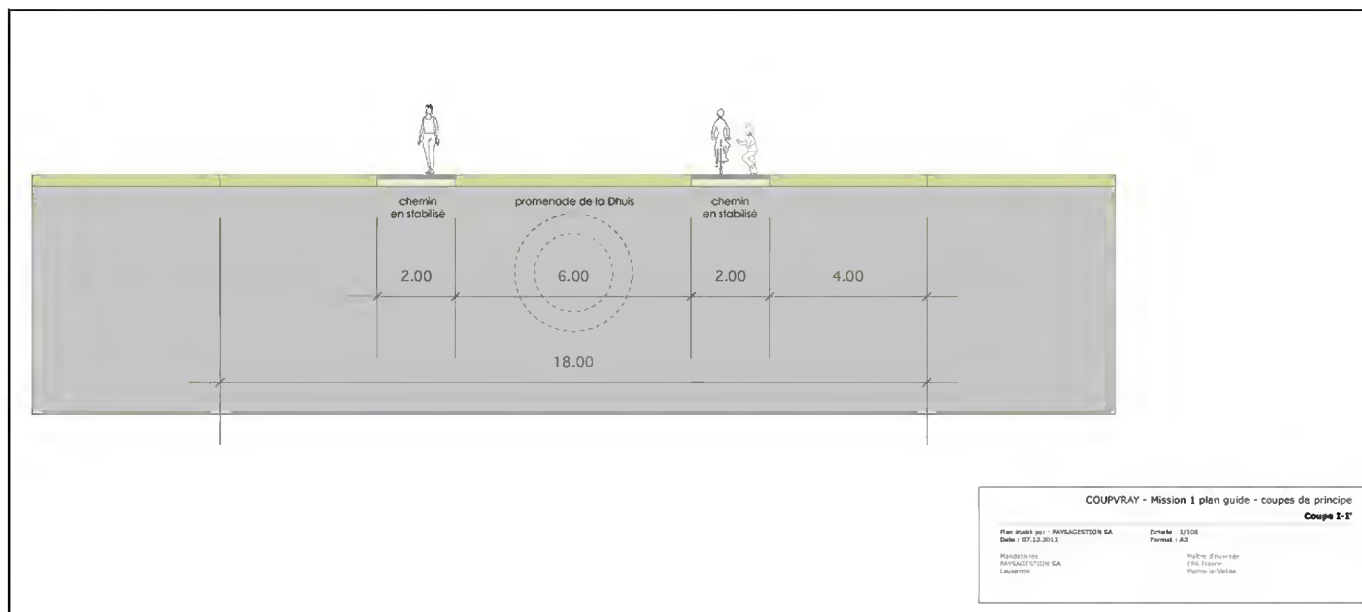 chemin
en stabilisé
promenade de la Dhuis
chemin
en stabilisé
2.00
6.00
2.00
4.00
18.00
COUPVRAY - Mission 1 plan guide - coupes de principe
Coupe I-I'
Plan établi par : PAYSAGESTION SA
Echelle : 1/100
Date : 07.12.2011
Format : A3
Mandataires
Maître d'ouvrage
PAYSAGESTION SA
EPA France
Lausanne
Marne-la-Vallée